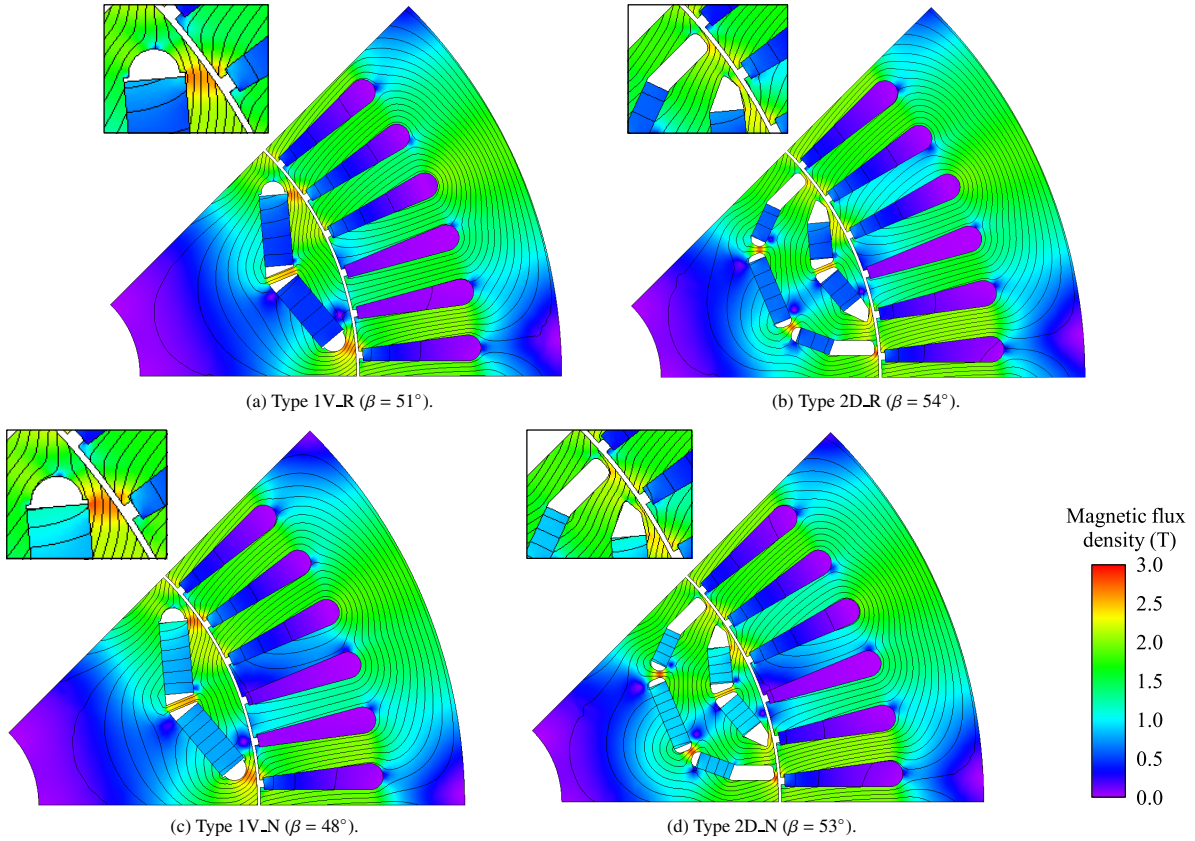 (a) Type 1V_R (β = 51°).
(b) Type 2D_R (β = 54°).
Magnetic flux
density (T)
3.0
2.5
2.0
1.5
1.0
0.5
0.0
(c) Type 1V_N (β = 48°).
(d) Type 2D_N (β = 53°).